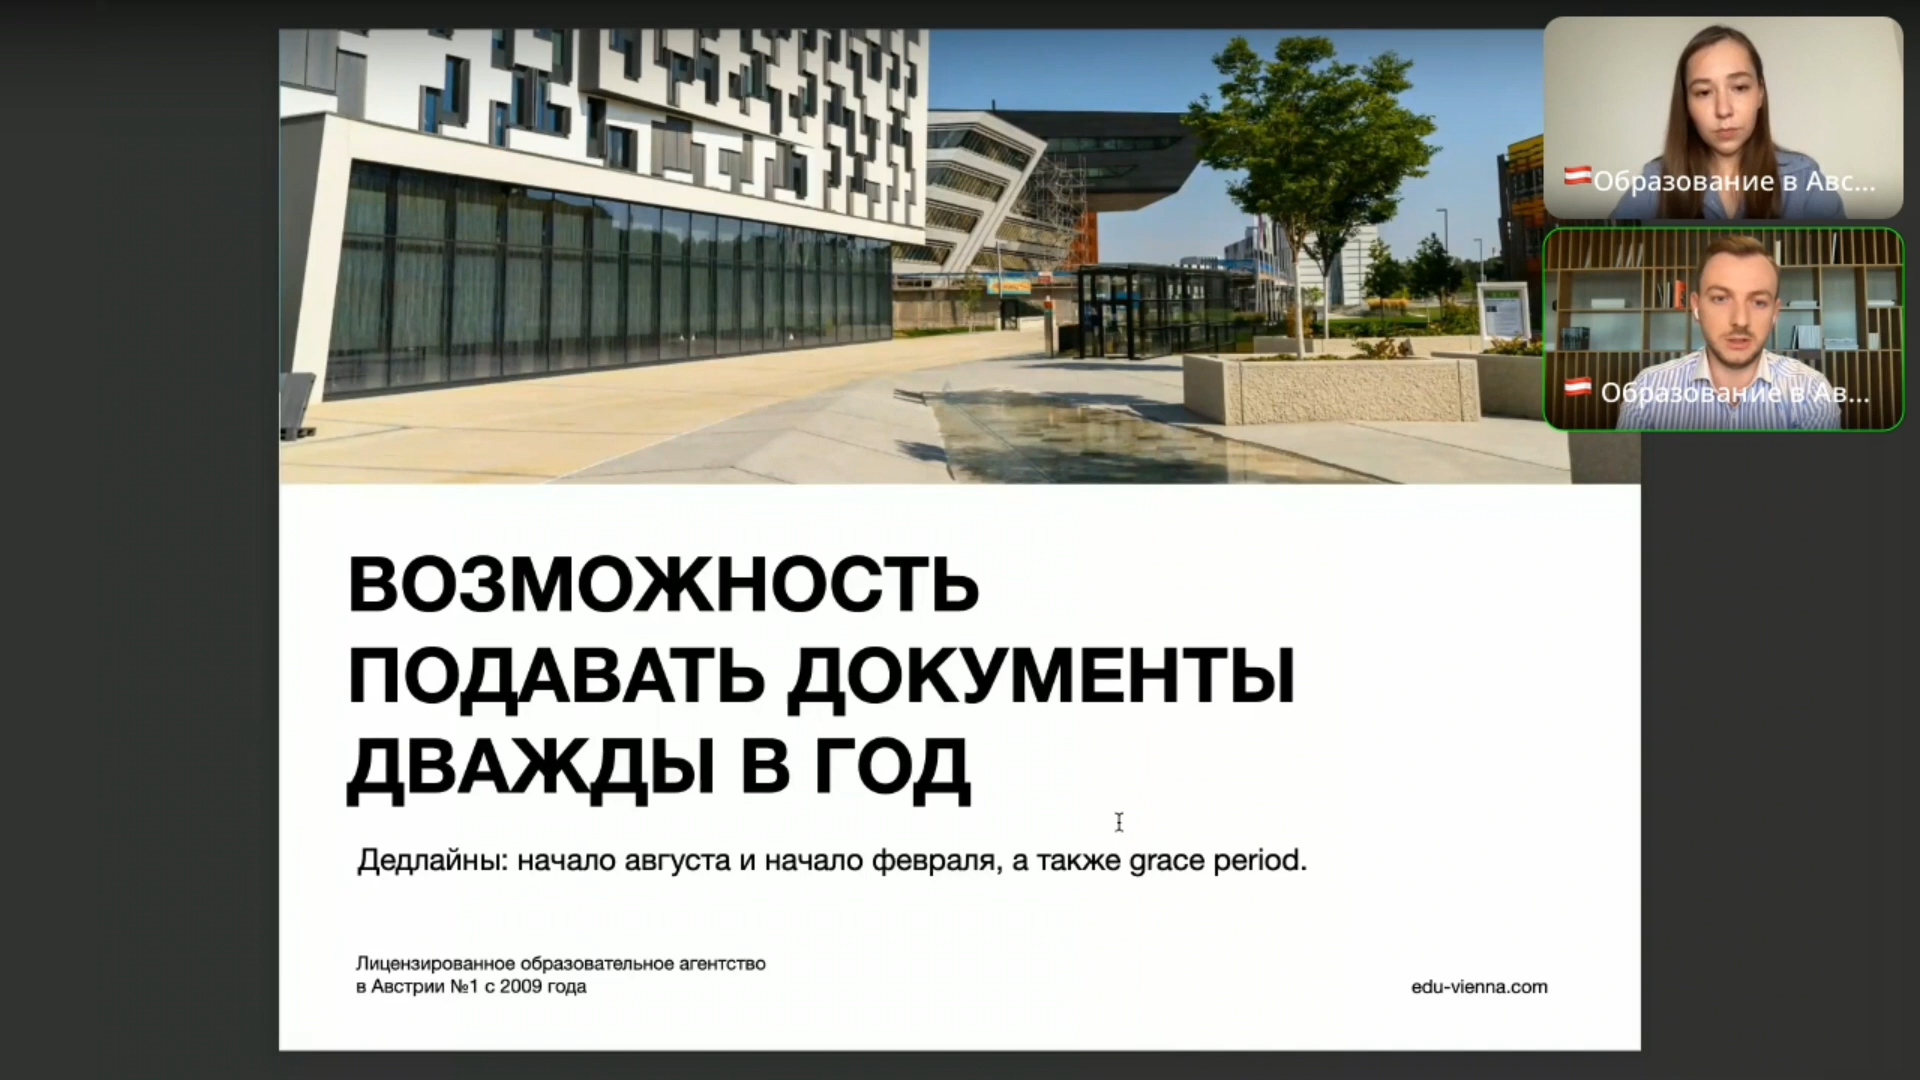 Образование в Авс...
Образование в Ав...
ВОЗМОЖНОСТЬ
ПОДАВАТЬ ДОКУМЕНТЫ
ДВАЖДЫ В ГОД
Дедлайны: начало августа и начало февраля, а также grace period.
Лицензированное образовательное агентство
в Австрии №1 с 2009 года
edu-vienna.com